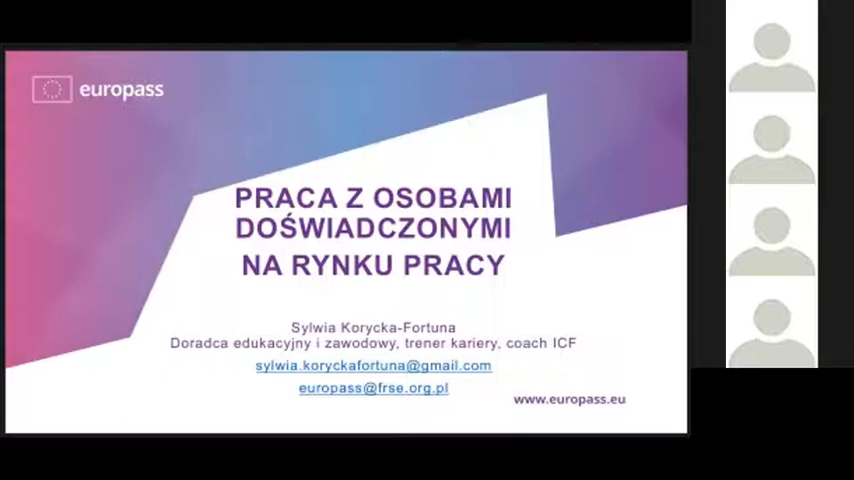 europass
PRACA Z OSOBAMI
DOŚWIADCZONYMI
NA RYNKU PRACY
Sylwia Korycka-Fortuna
Doradca edukacyjny i zawodowy, trener kariery, coach ICF
sylwia.koryckafortuna@gmail.com
europass@frse.org.pl
www.europass.eu